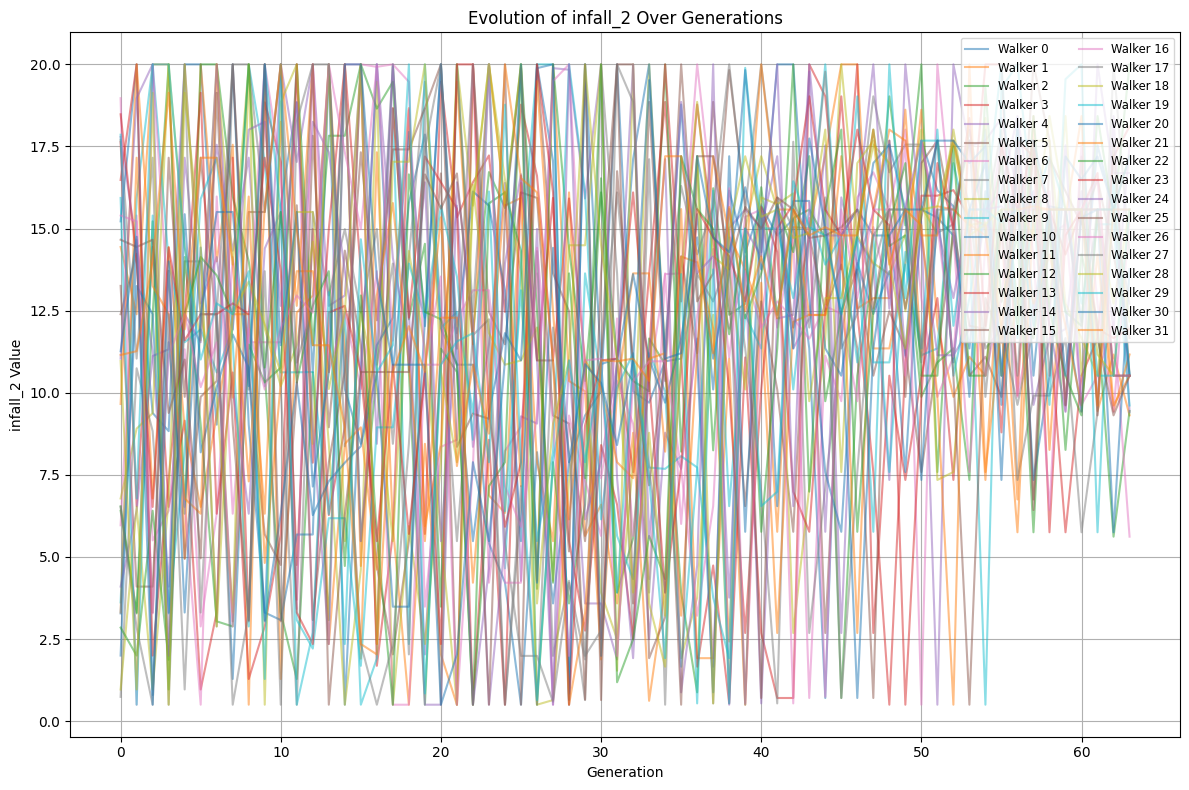 Evolution of infall_2 Over Generations
infall_2 Value
20.0
17.5
15.0
12.5
10.0
7.5
5.0
2.5
0.0
0
10
20
30
40
50
60
Generation
Walker 0
Walker 1
Walker 2
Walker 3
Walker 4
Walker 5
Walker 6
Walker 7
Walker 8
Walker 9
Walker 10
Walker 11
Walker 12
Walker 13
Walker 14
Walker 15
Walker 16
Walker 17
Walker 18
Walker 19
Walker 20
Walker 21
Walker 22
Walker 23
Walker 24
Walker 25
Walker 26
Walker 27
Walker 28
Walker 29
Walker 30
Walker 31